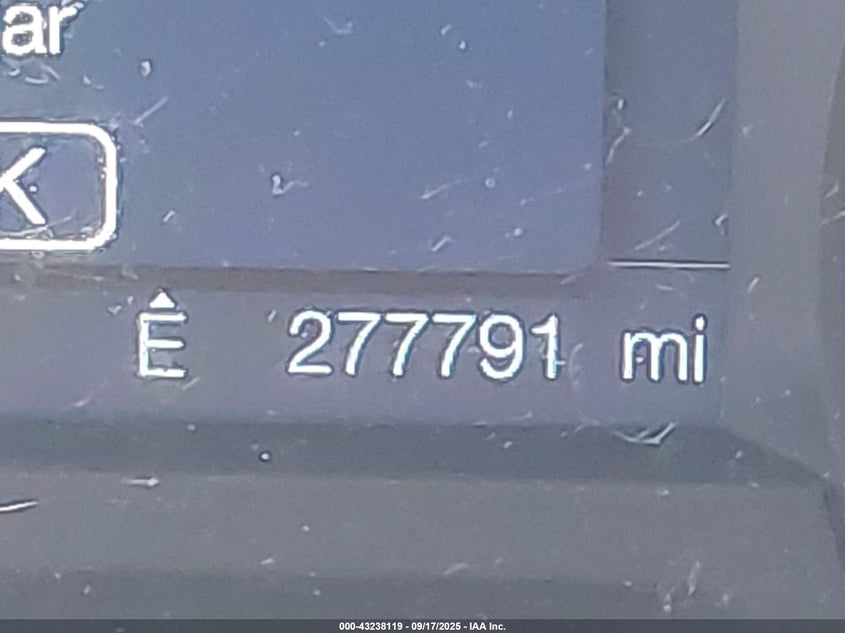 ar
K
E 277791 mi
000-43238119 - 09/17/2025 - IAA Inc.